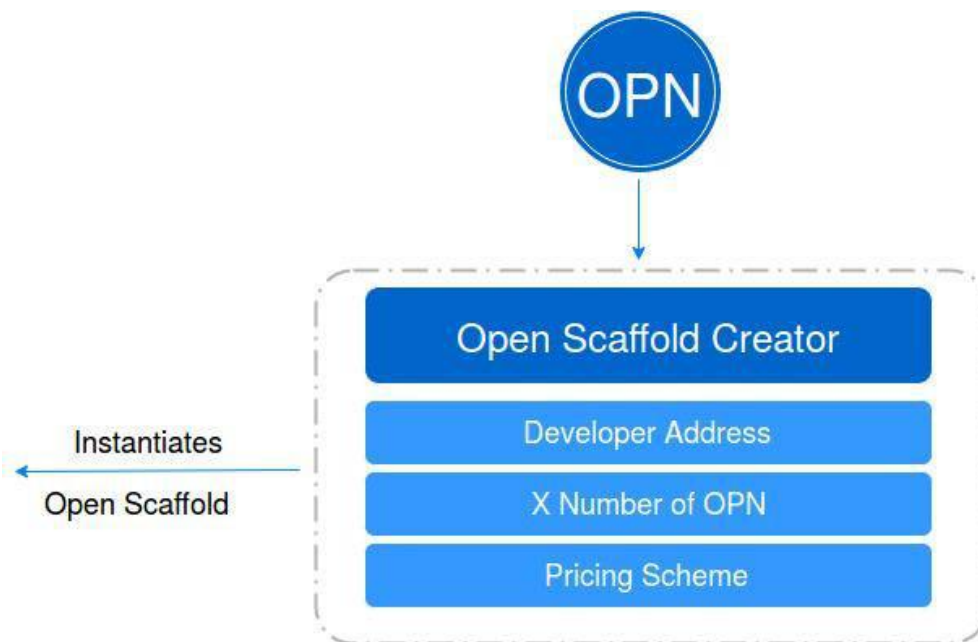 OPN
Open Scaffold Creator
Developer Address
Instantiates
Open Scaffold
X Number of OPN
Pricing Scheme